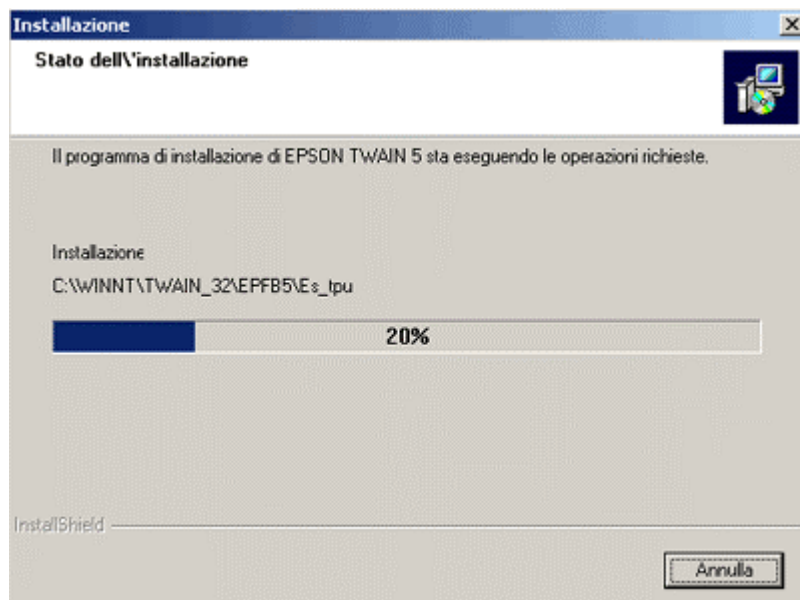 Installazione
Stato dell\'installazione
Il programma di installazione di EPSON TWAIN 5 sta eseguendo le operazioni richieste.
Installazione
C:\WINNT\TWAIN_32\EPFB5\Es_tpu
20%
InstallShield
Annulla